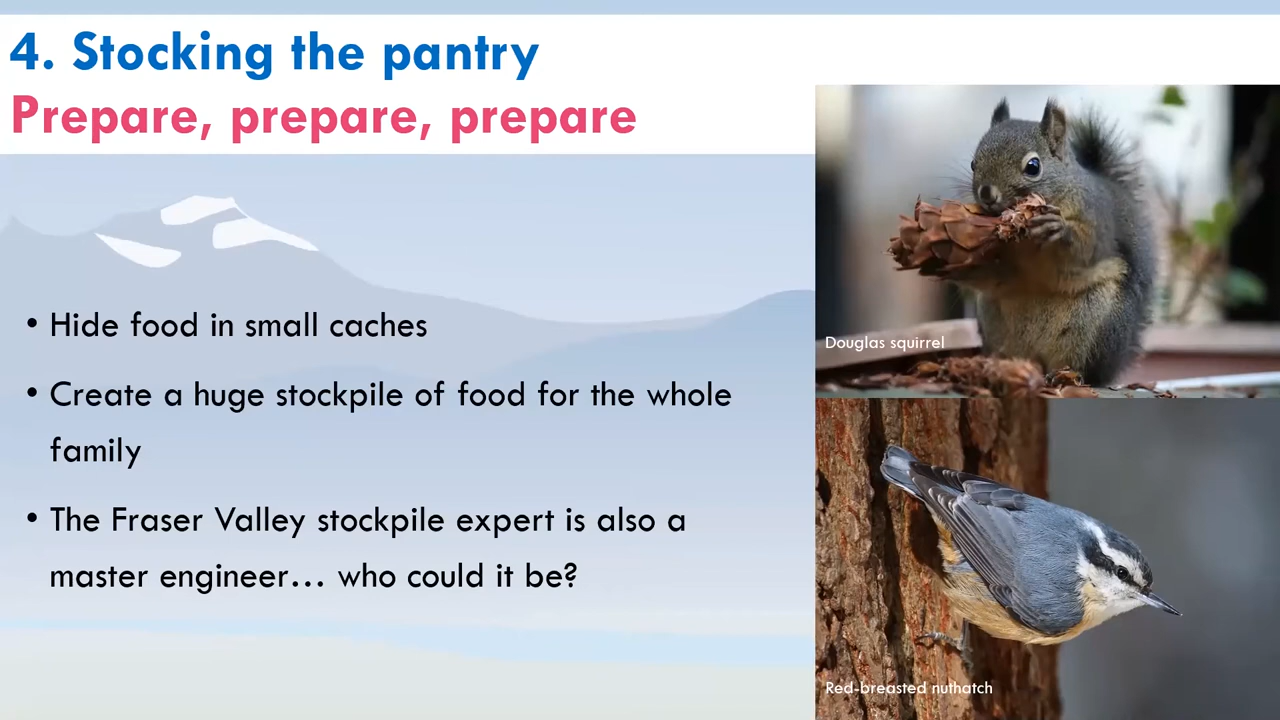 4. Stocking the pantry
Prepare, prepare, prepare
• Hide food in small caches
• Create a huge stockpile of food for the whole
family
• The Fraser Valley stockpile expert is also a
master engineer… who could it be?
Douglas squirrel
Red-breasted nuthatch